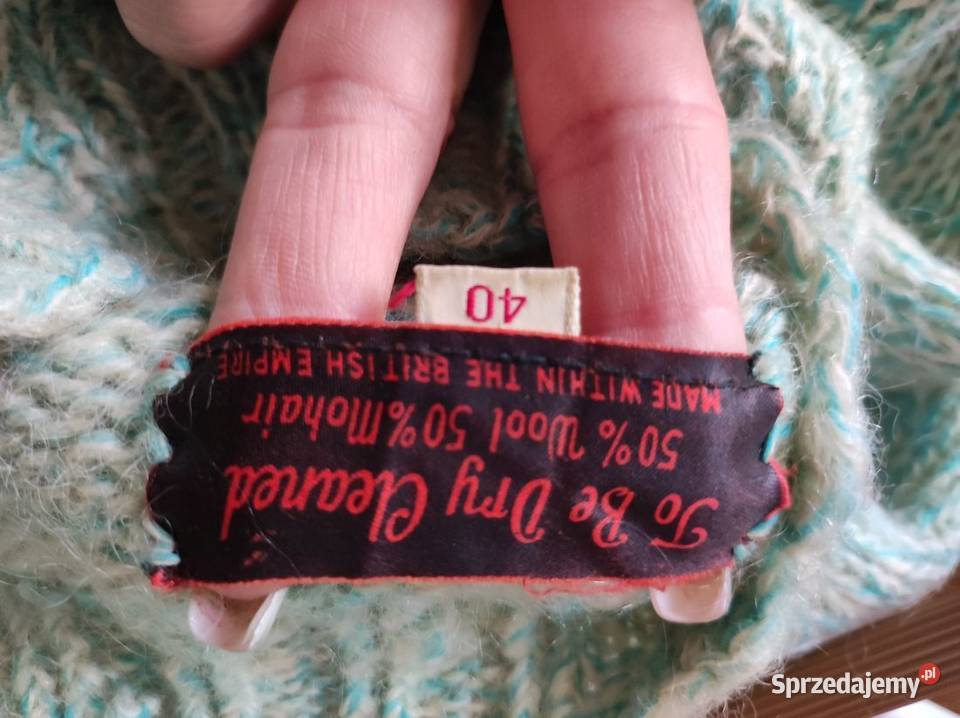 To Be Dry Cleaned
50% Wool 50% Mohair
MADE WITHIN THE BRITISH EMPIRE
40
Sprzedajemy.pl